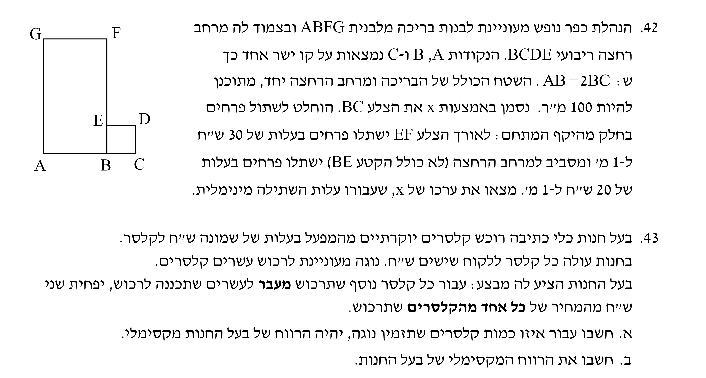 42. הנהלת כפר נופש מעוניינת לבנות בריכה מלבנית ABFG ובצמוד לה מרחב
רחצה ריבועי BCDE. הנקודות A, B ו-C נמצאות על קו ישר אחד כך
ש: AB = 2BC. השטח הכולל של הבריכה ומרחב הרחצה יחד, מתוכנן
להיות 100 מ"ר. נסמן באמצעות x את הצלע BC. הוחלט לשתול פרחים
בחלק מהיקף המתחם: לאורך הצלע EF ישתלו פרחים בעלות של 30 ש"ח
ל-1 מ' ומסביב למרחב הרחצה (לא כולל הקטע BE) ישתלו פרחים בעלות
של 20 ש"ח ל-1 מ'. מצאו את ערכו של x, שעבורו עלות השתילה מינימלית.
G F
E D
A B C
43. בעל חנות כלי כתיבה רוכש קלסרים יוקרתיים מהמפעל בעלות של שמונה ש"ח לקלסר.
בחנות עולה כל קלסר ללקוח שישים ש"ח. נוגה מעוניינת לרכוש עשרים קלסרים.
בעל החנות הציע לה מבצע: עבור כל קלסר נוסף שתרכוש מעבר לעשרים שתכננה לרכוש, יפחית שני
ש"ח מהמחיר של כל אחד מהקלסרים שתרכוש.
א. חשבו עבור איזו כמות קלסרים שתזמין נוגה, יהיה הרווח של בעל החנות מקסימלי.
ב. חשבו את הרווח המקסימלי של בעל החנות.